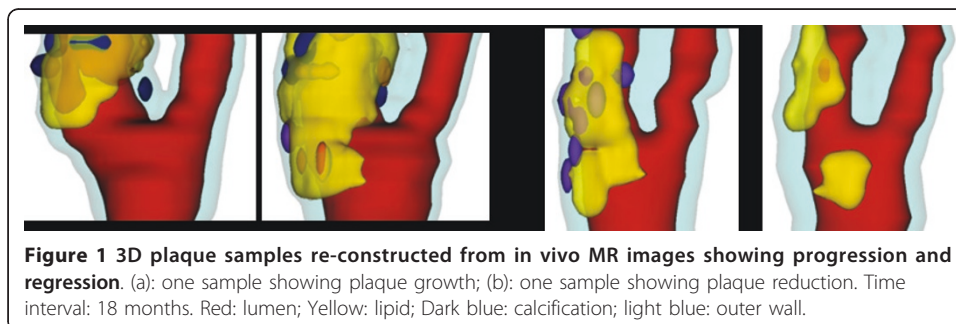 Figure 1 3D plaque samples re-constructed from in vivo MR images showing progression and
regression. (a): one sample showing plaque growth; (b): one sample showing plaque reduction. Time
interval: 18 months. Red: lumen; Yellow: lipid; Dark blue: calcification; light blue: outer wall.